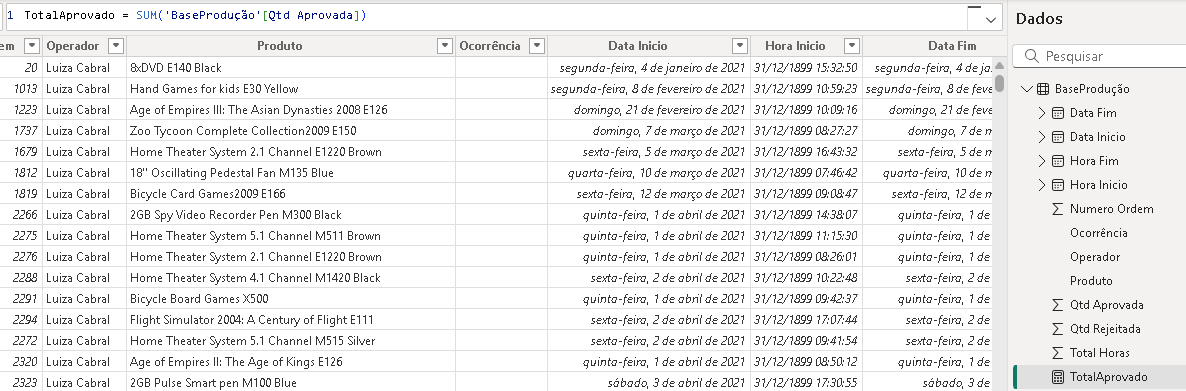 1 TotalAprovado = SUM('BaseProdução'[Qtd Aprovada])
em Operador Produto Ocorrência Data Inicio Hora Inicio Data Fim
20 Luiza Cabral 8xDVD E140 Black segunda-feira, 4 de janeiro de 2021 31/12/1899 15:32:50 segunda-feira, 4 de ja
1013 Luiza Cabral Hand Games for kids E30 Yellow segunda-feira, 8 de fevereiro de 2021 31/12/1899 10:59:23 segunda-feira, 8 de feve
1223 Luiza Cabral Age of Empires III: The Asian Dynasties 2008 E126 domingo, 21 de fevereiro de 2021 31/12/1899 10:09:16 domingo, 21 de feve
1737 Luiza Cabral Zoo Tycoon Complete Collection2009 E150 domingo, 7 de março de 2021 31/12/1899 08:27:27 domingo, 7 de m
1679 Luiza Cabral Home Theater System 2.1 Channel E1220 Brown sexta-feira, 5 de março de 2021 31/12/1899 16:43:32 sexta-feira, 5 de m
1812 Luiza Cabral 18" Oscillating Pedestal Fan M135 Blue quarta-feira, 10 de março de 2021 31/12/1899 07:46:42 quarta-feira, 10 de m
1819 Luiza Cabral Bicycle Card Games2009 E166 sexta-feira, 12 de março de 2021 31/12/1899 09:08:47 sexta-feira, 12 de m
2266 Luiza Cabral 2GB Spy Video Recorder Pen M300 Black quinta-feira, 1 de abril de 2021 31/12/1899 14:38:07 quinta-feira, 1 de
2275 Luiza Cabral Home Theater System 5.1 Channel M511 Brown quinta-feira, 1 de abril de 2021 31/12/1899 11:15:30 quinta-feira, 1 de
2276 Luiza Cabral Home Theater System 2.1 Channel E1220 Brown quinta-feira, 1 de abril de 2021 31/12/1899 08:26:01 quinta-feira, 1 de
2288 Luiza Cabral Home Theater System 4.1 Channel M1420 Black sexta-feira, 2 de abril de 2021 31/12/1899 10:22:48 sexta-feira, 2 de
2291 Luiza Cabral Bicycle Board Games X500 quinta-feira, 1 de abril de 2021 31/12/1899 09:42:37 quinta-feira, 1 de
2294 Luiza Cabral Flight Simulator 2004: A Century of Flight E111 sexta-feira, 2 de abril de 2021 31/12/1899 17:07:44 sexta-feira, 2 de
2272 Luiza Cabral Home Theater System 5.1 Channel M515 Silver sexta-feira, 2 de abril de 2021 31/12/1899 09:41:54 sexta-feira, 2 de
2320 Luiza Cabral Age of Empires II: The Age of Kings E126 quinta-feira, 1 de abril de 2021 31/12/1899 08:50:12 quinta-feira, 1 de
2323 Luiza Cabral 2GB Pulse Smart pen M100 Blue sábado, 3 de abril de 2021 31/12/1899 17:30:55 sábado, 3 de
Dados
Pesquisar
BaseProdução
Data Fim
Data Inicio
Hora Fim
Hora Inicio
Numero Ordem
Ocorrência
Operador
Produto
Qtd Aprovada
Qtd Rejeitada
Total Horas
TotalAprovado